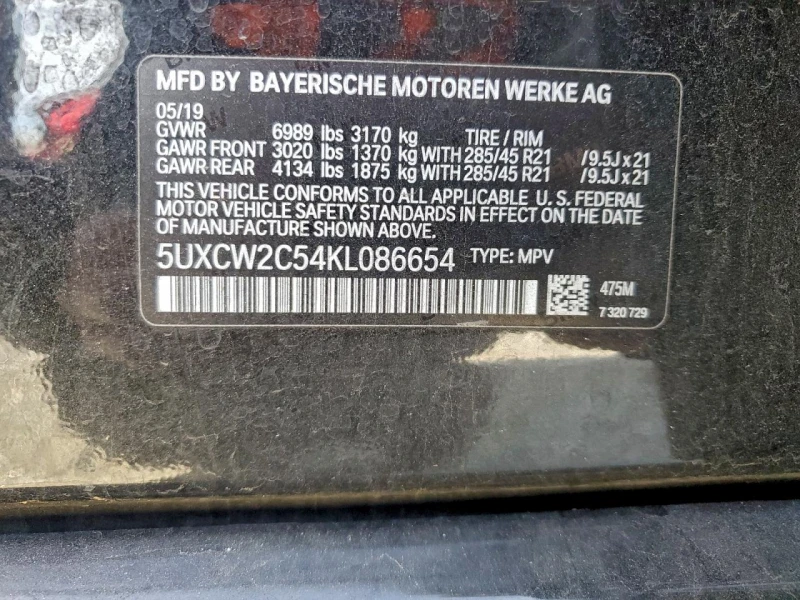 MFD BY BAYERISCHE MOTOREN WERKE AG
05/19
GVWR 6989 lbs 3170 kg TIRE / RIM
GAWR FRONT 3020 lbs 1370 kg WITH 285/45 R21 /9.5J x 21
GAWR REAR 4134 lbs 1875 kg WITH 285/45 R21 /9.5J x 21
THIS VEHICLE CONFORMS TO ALL APPLICABLE U. S. FEDERAL
MOTOR VEHICLE SAFETY STANDARDS IN EFFECT ON THE DATE
OF MANUFACTURE SHOWN ABOVE.
5UXCW2C54KL086654 TYPE: MPV
475M
7 320 729